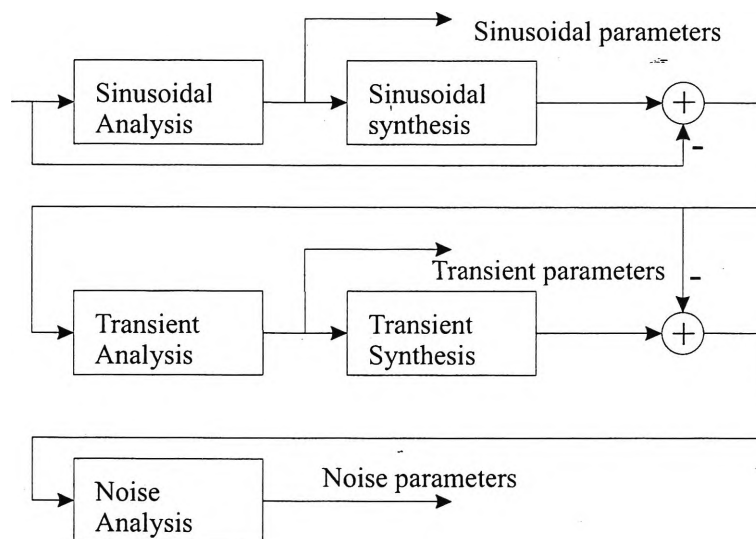 Sinusoidal parameters
Sinusoidal
Analysis
Sinusoidal
synthesis
+
-
Transient parameters
-
Transient
Analysis
Transient
Synthesis
+
Noise parameters
Noise
Analysis